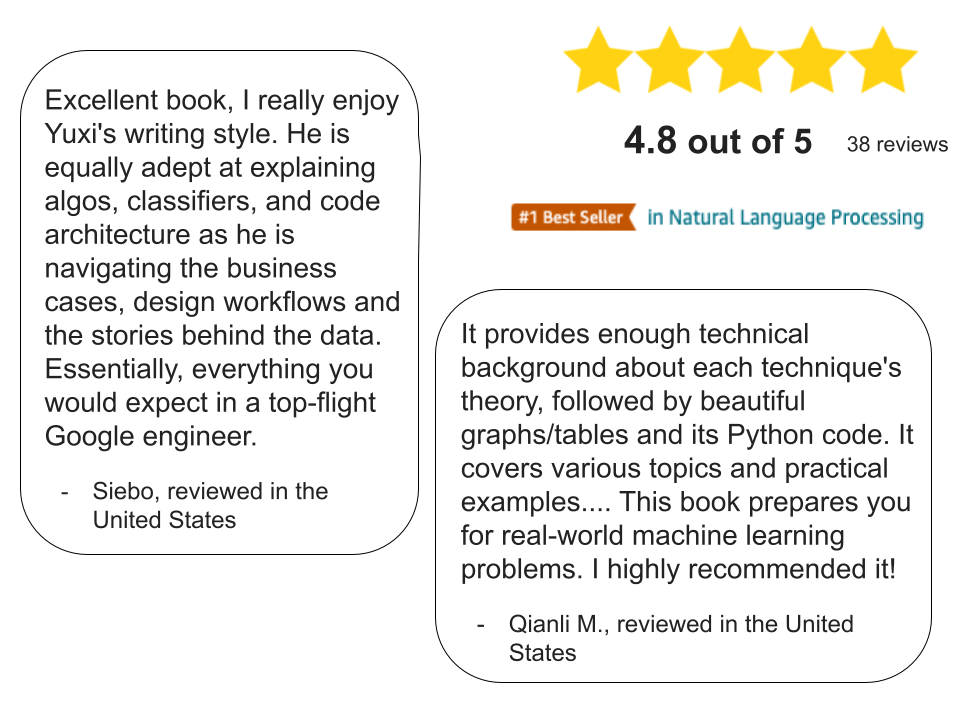 Excellent book, I really enjoy
Yuxi's writing style. He is
equally adept at explaining
algos, classifiers, and code
architecture as he is
navigating the business
cases, design workflows and
the stories behind the data.
Essentially, everything you
would expect in a top-flight
Google engineer.
- Siebo, reviewed in the
United States
4.8 out of 5 38 reviews
#1 Best Seller in Natural Language Processing
It provides enough technical
background about each technique's
theory, followed by beautiful
graphs/tables and its Python code. It
covers various topics and practical
examples.... This book prepares you
for real-world machine learning
problems. I highly recommended it!
- Qianli M., reviewed in the United
States